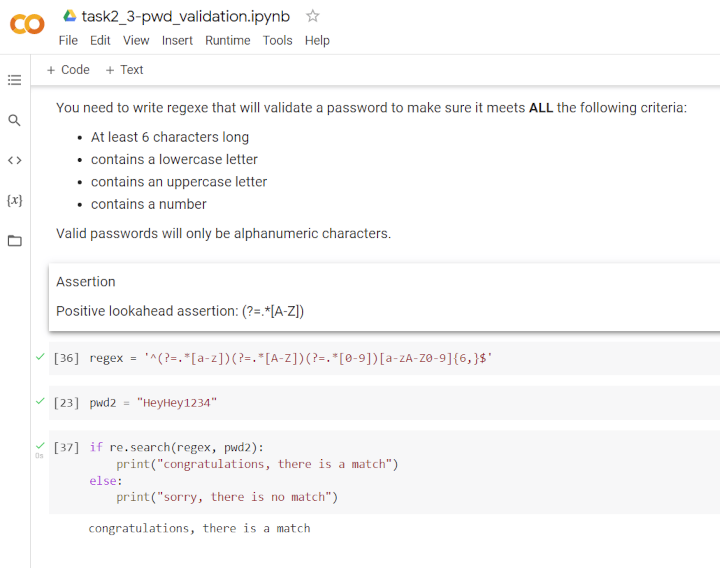 task2_3-pwd_validation.ipynb
File Edit View Insert Runtime Tools Help
+ Code + Text
You need to write regexe that will validate a password to make sure it meets ALL the following criteria:
• At least 6 characters long
• contains a lowercase letter
• contains an uppercase letter
• contains a number
Valid passwords will only be alphanumeric characters.
Assertion
Positive lookahead assertion: (?=.*[A-Z])
[36] regex = '^(?=.*[a-z])(?=.*[A-Z])(?=.*[0-9])[a-zA-Z0-9]{6,}$'
[23] pwd2 = "HeyHey1234"
[37] if re.search(regex, pwd2):
0s
print("congratulations, there is a match")
else:
print("sorry, there is no match")
congratulations, there is a match
{x}